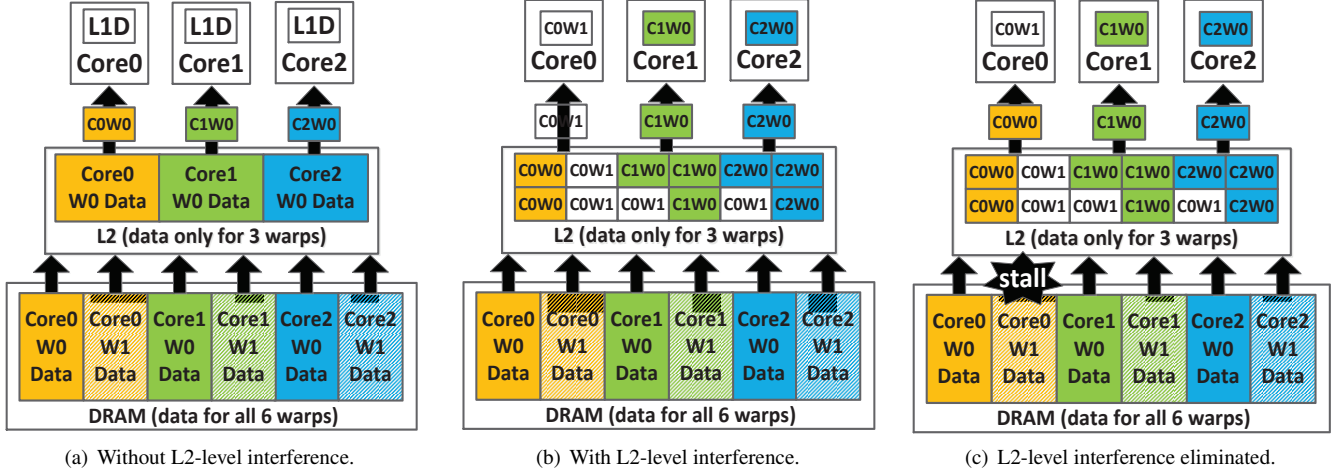 L1D
L1D
L1D
Core0
Core1
Core2
C0W0
C1W0
C2W0
Core0
W0 Data
Core1
W0 Data
Core2
W0 Data
L2 (data only for 3 warps)
Core0
W0
Data
Core0
W1
Data
Core1
W0
Data
Core1
W1
Data
Core2
W0
Data
Core2
W1
Data
DRAM (data for all 6 warps)
(a) Without L2-level interference.
C0W1
C1W0
C2W0
Core0
Core1
Core2
C0W1
C1W0
C2W0
C0W0 C0W1 C1W0 C1W0 C2W0 C2W0
C0W0 C0W1 C0W1 C1W0 C0W1 C2W0
L2 (data only for 3 warps)
Core0
W0
Data
Core0
W1
Data
Core1
W0
Data
Core1
W1
Data
Core2
W0
Data
Core2
W1
Data
DRAM (data for all 6 warps)
(b) With L2-level interference.
C0W1
C1W0
C2W0
Core0
Core1
Core2
C0W0
C1W0
C2W0
C0W0 C0W1 C1W0 C1W0 C2W0 C2W0
C0W0 C0W1 C0W1 C1W0 C0W1 C2W0
L2 (data only for 3 warps)
stall
Core0
W0
Data
Core0
W1
Data
Core1
W0
Data
Core1
W1
Data
Core2
W0
Data
Core2
W1
Data
DRAM (data for all 6 warps)
(c) L2-level interference eliminated.